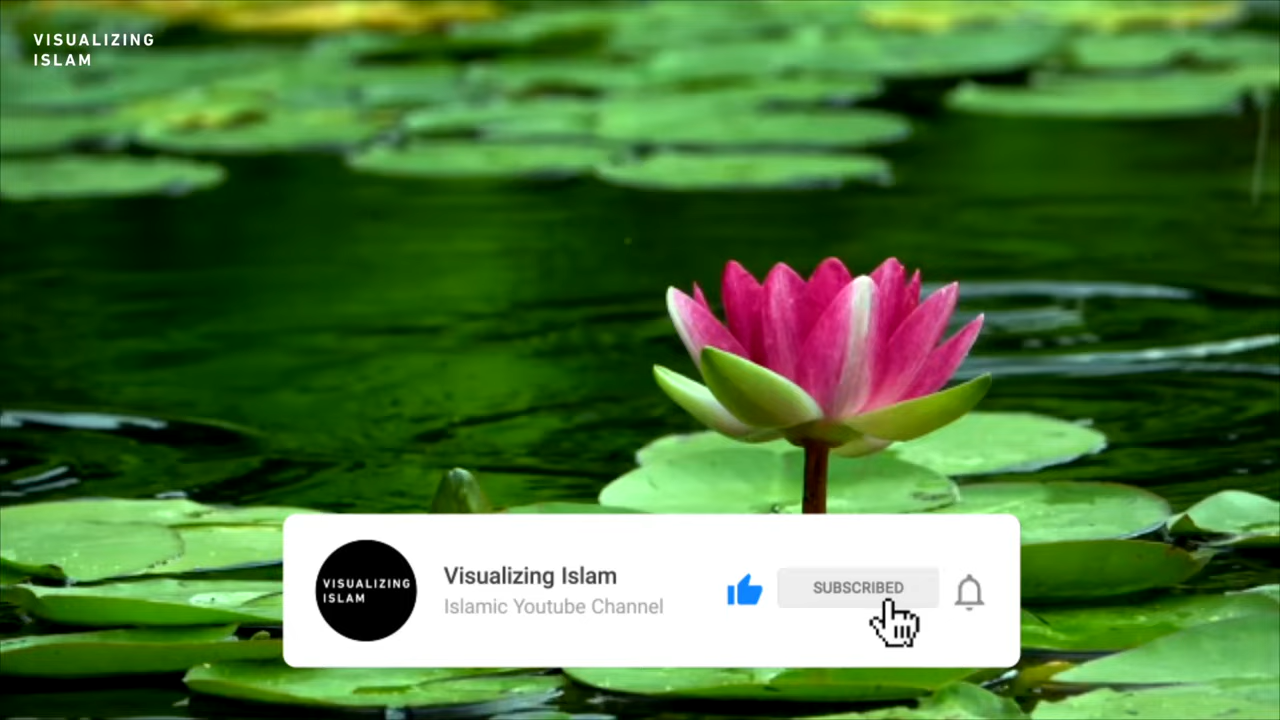 VISUALIZING
ISLAM
VISUALIZING
ISLAM
Visualizing Islam
Islamic Youtube Channel
SUBSCRIBED